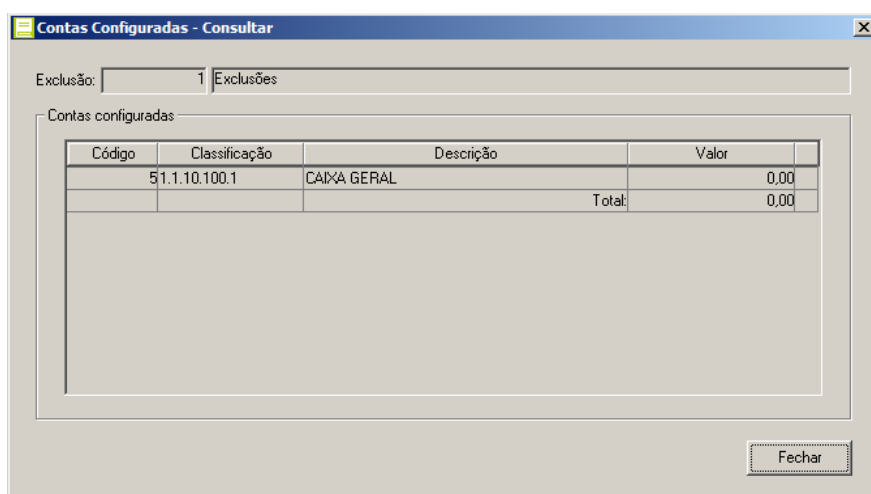 Contas Configuradas - Consultar
Exclusão: 1 Exclusões
Contas configuradas
Código Classificação Descrição Valor
5 1.1.10.100.1 CAIXA GERAL 0,00
Total: 0,00
Fechar